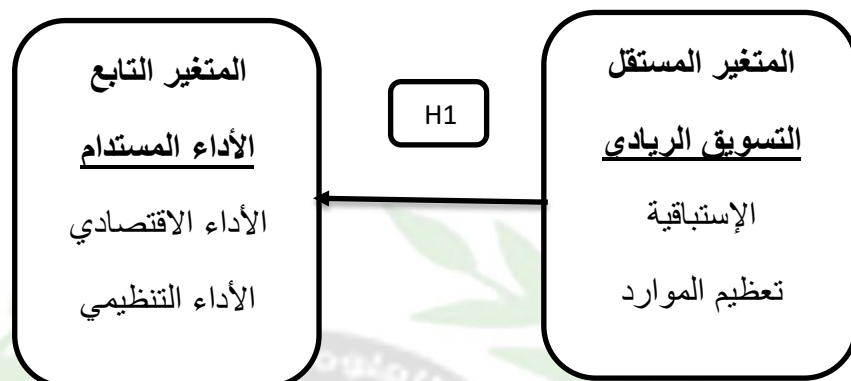 المتغير المستقل
التسويق الريادي
الإستباقية
تعظيم الموارد
H1
المتغير التابع
الأداء المستدام
الأداء الاقتصادي
الأداء التنظيمي